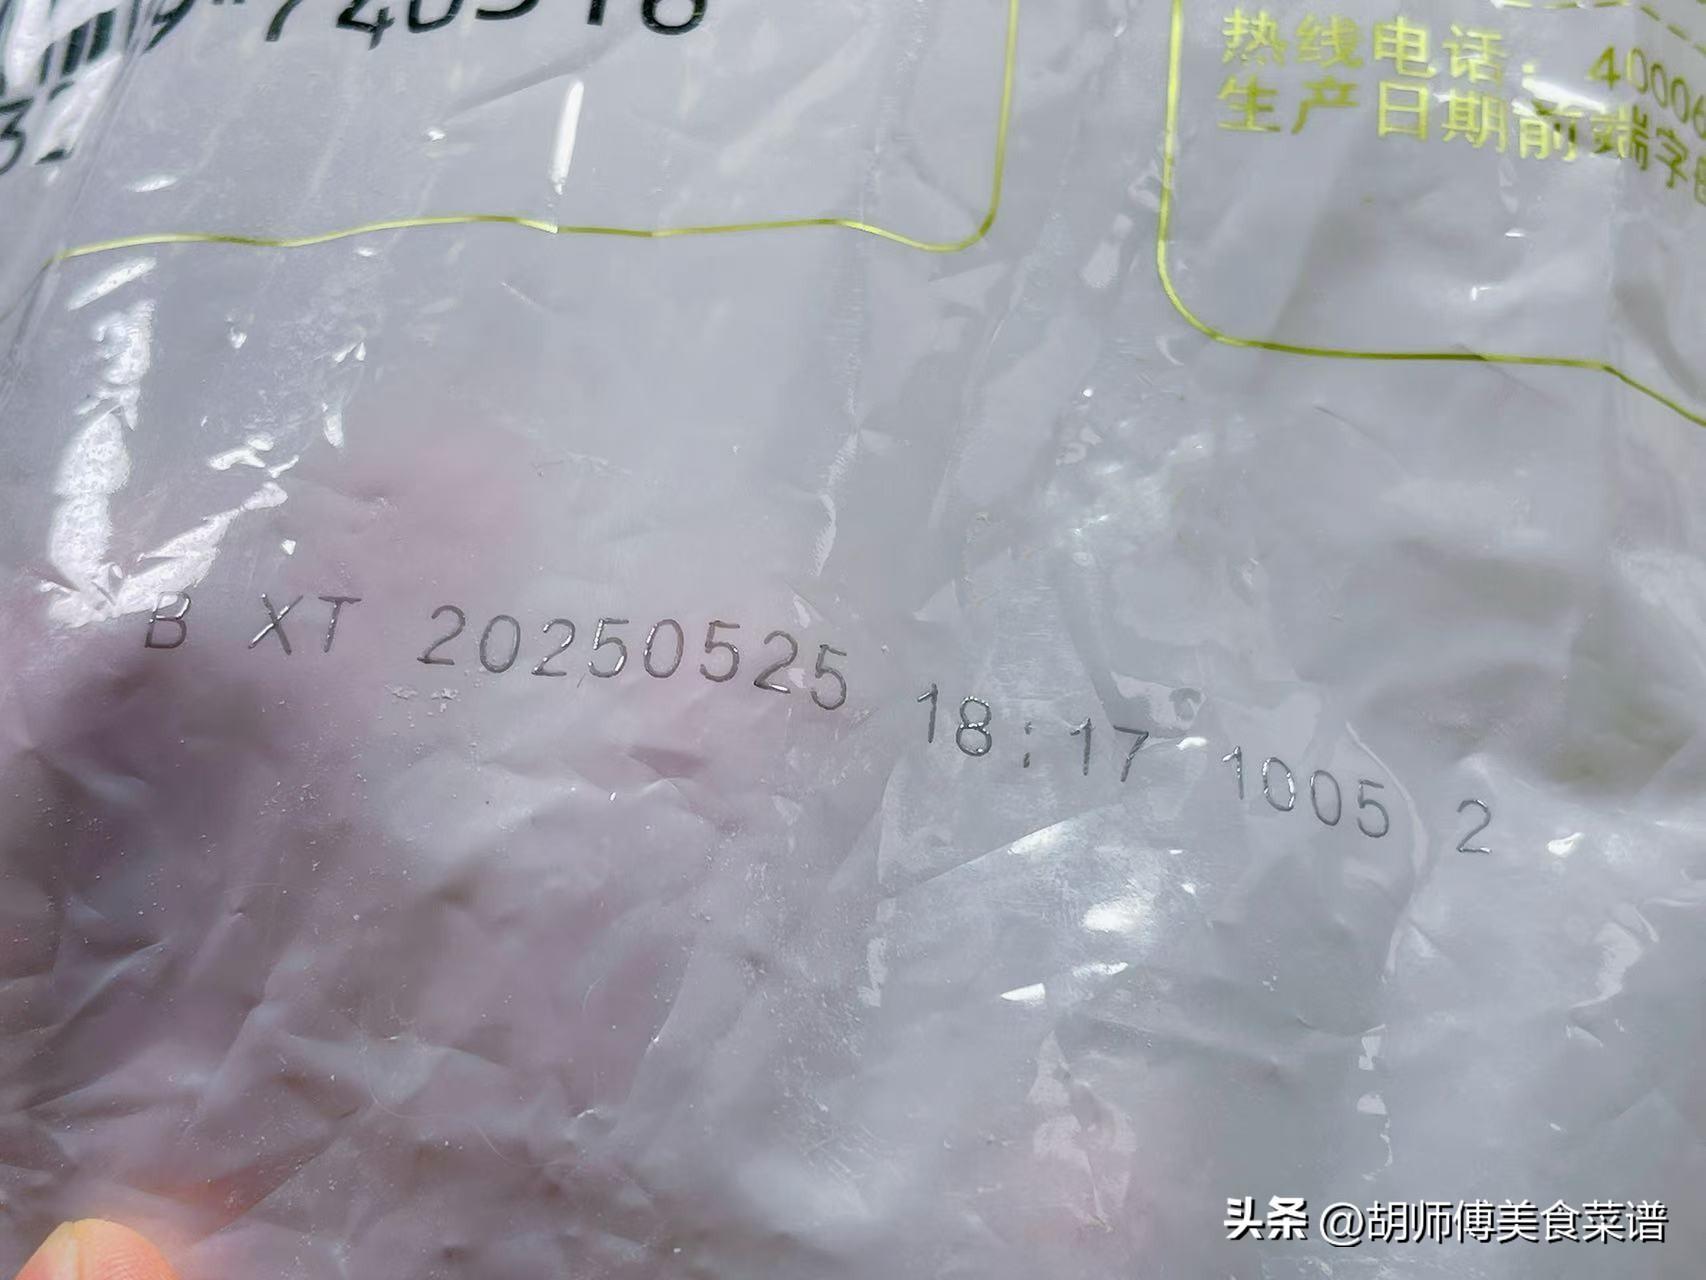 热线电话：4000
生产日期前端字
B XT 20250525 18:17 1005 2
头条 @胡师傅美食菜谱